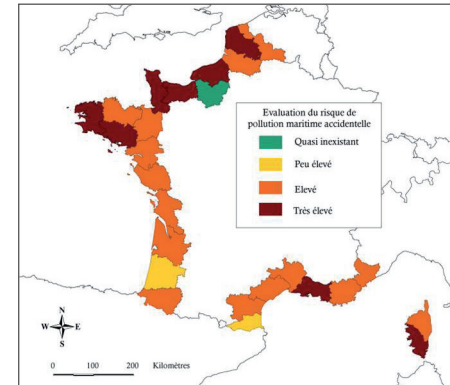 Evaluation du risque de
pollution maritime accidentelle
Quasi inexistant
Peu élevé
Elevé
Très élevé
N
W E
S
0 100 200 Kilomètres